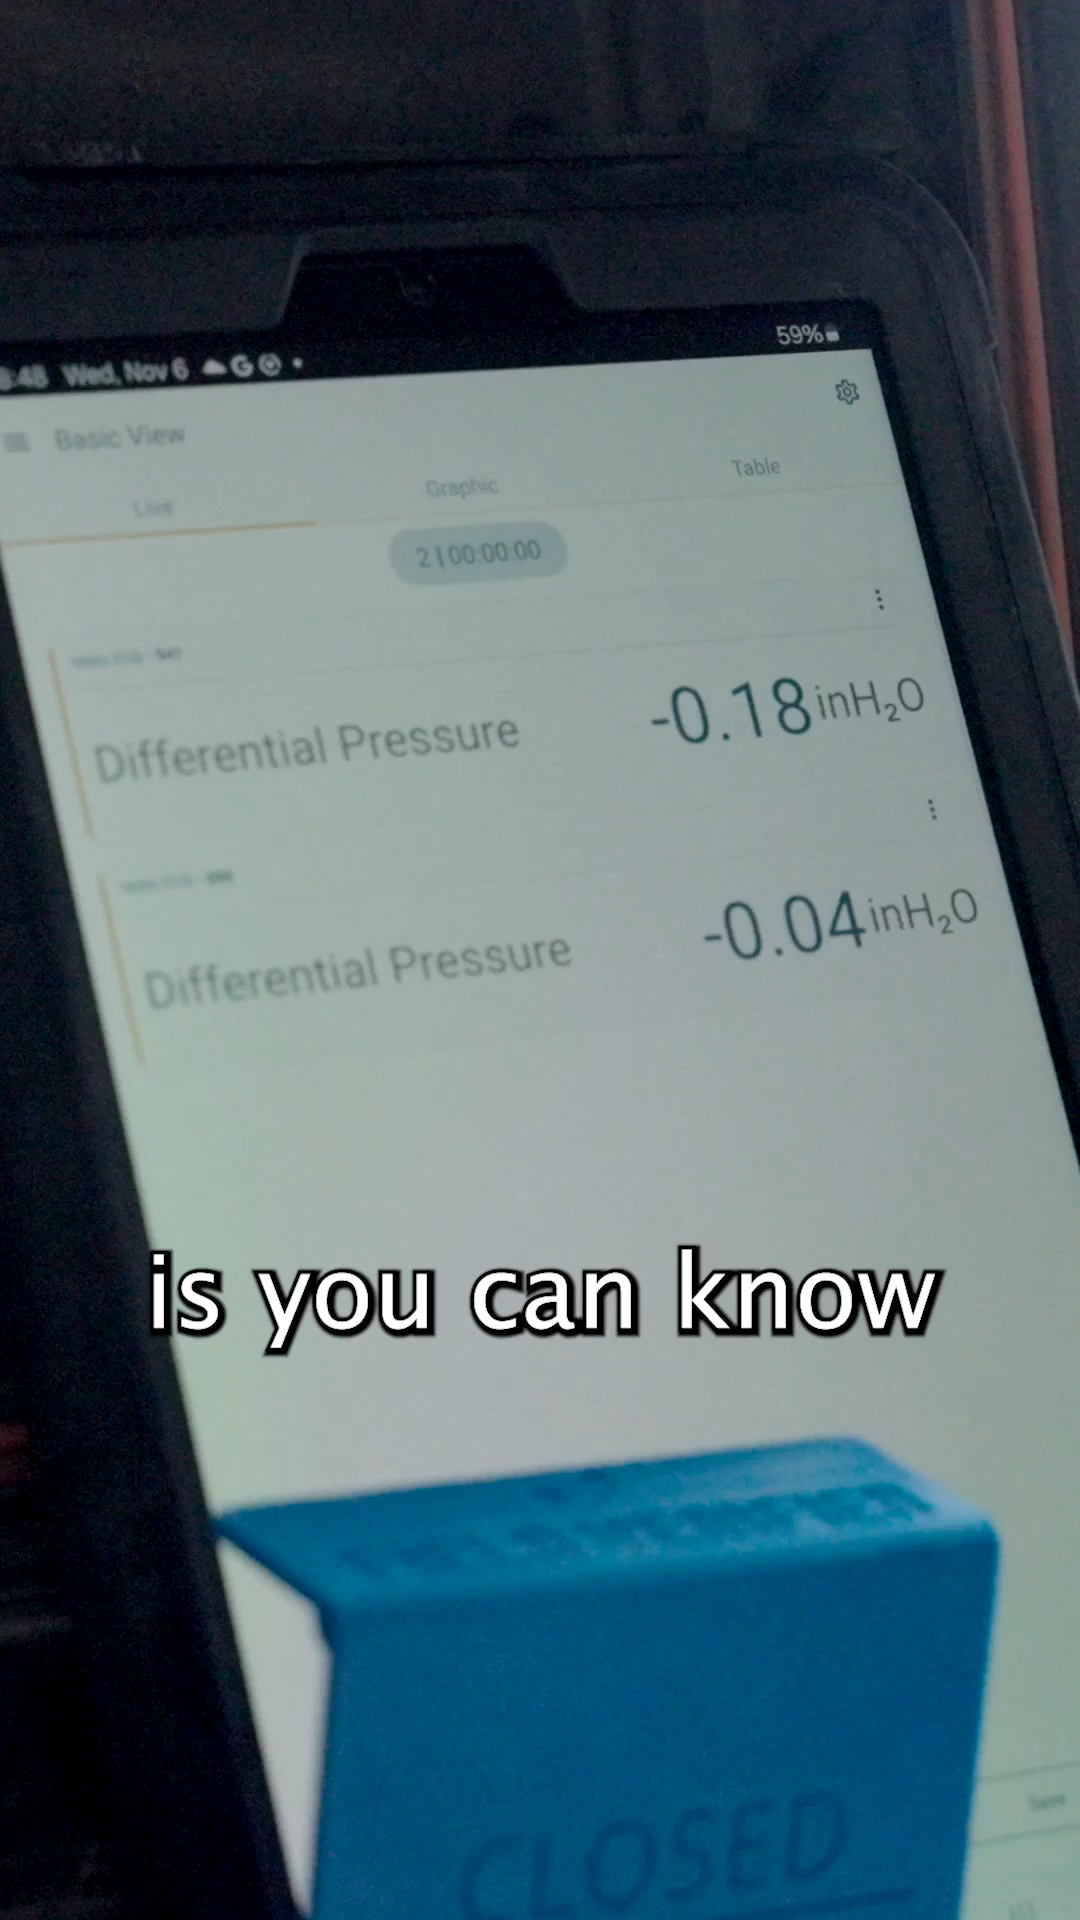 Wed, Nov 6 G
59%
Basic View
Live
Graphic
Table
2 | 00:00:00
Differential Pressure
-0.18 inH₂O
Differential Pressure
-0.04 inH₂O
is you can know
CLOSED
Save